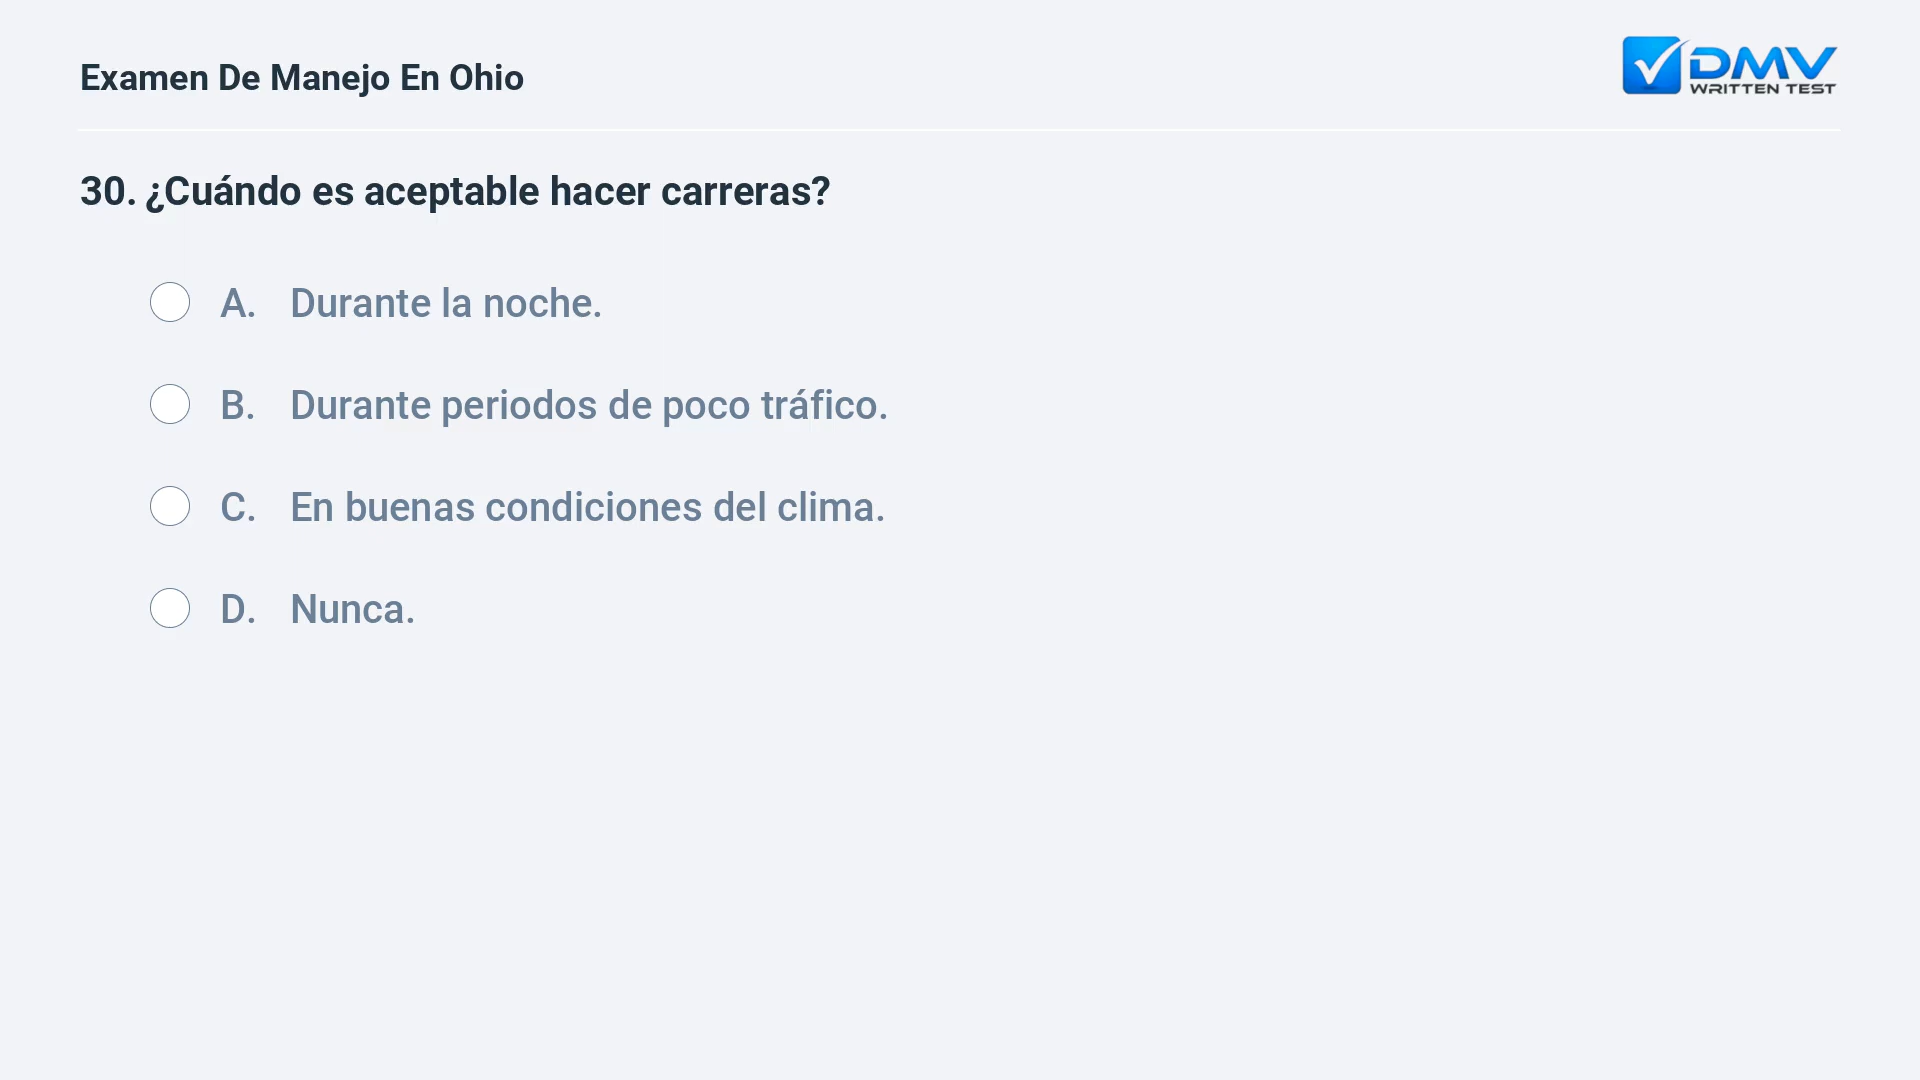 Examen De Manejo En Ohio
DMV
WRITTEN TEST
30. ¿Cuándo es aceptable hacer carreras?
A. Durante la noche.
B. Durante periodos de poco tráfico.
C. En buenas condiciones del clima.
D. Nunca.